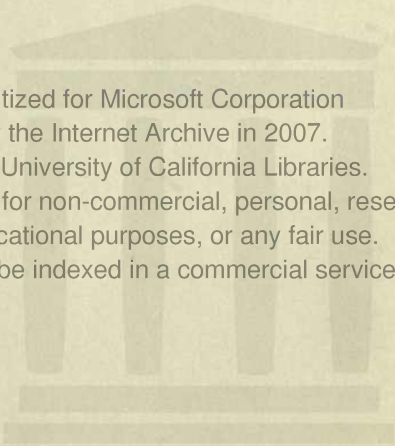 tized for Microsoft Corporation
the Internet Archive in 2007.
University of California Libraries.
for non-commercial, personal, rese
cational purposes, or any fair use.
be indexed in a commercial service